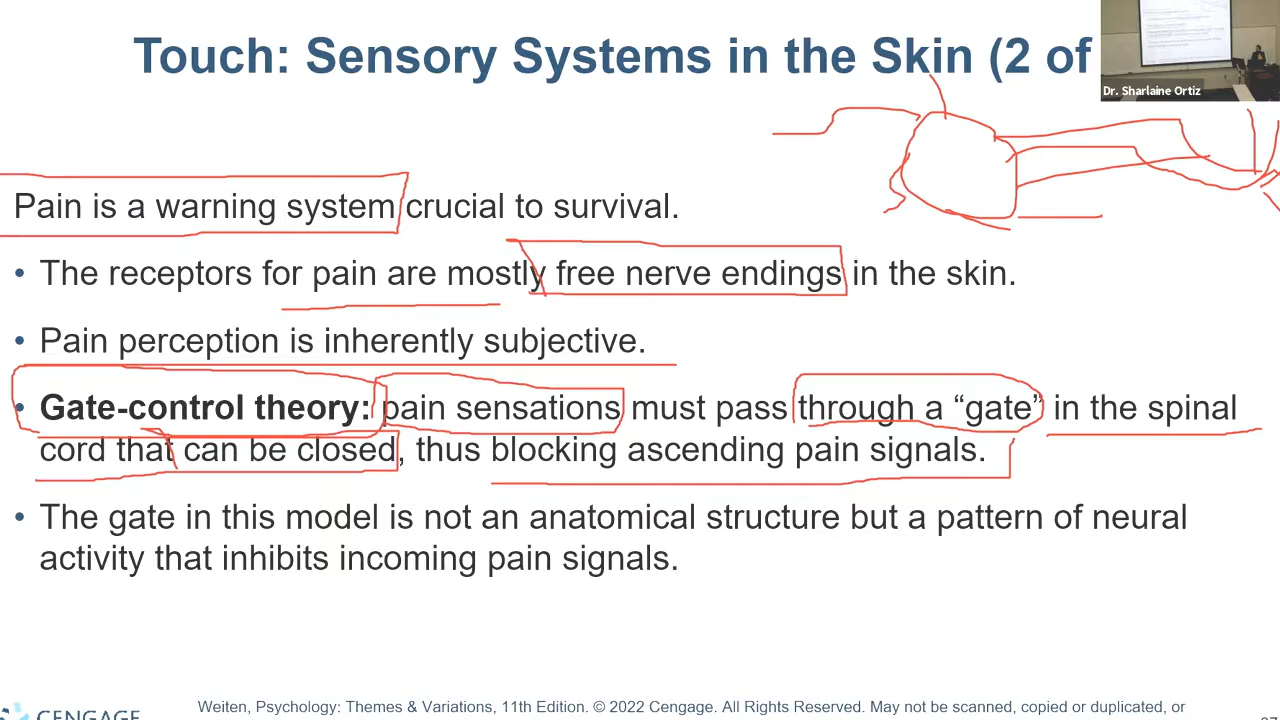 Touch: Sensory Systems in the Skin (2 of
Dr. Sharlaine Ortiz
Pain is a warning system crucial to survival.
• The receptors for pain are mostly free nerve endings in the skin.
• Pain perception is inherently subjective.
• Gate-control theory: pain sensations must pass through a “gate” in the spinal
cord that can be closed, thus blocking ascending pain signals.
• The gate in this model is not an anatomical structure but a pattern of neural
activity that inhibits incoming pain signals.
CENGAGE
Weiten, Psychology: Themes & Variations, 11th Edition. © 2022 Cengage. All Rights Reserved. May not be scanned, copied or duplicated, or